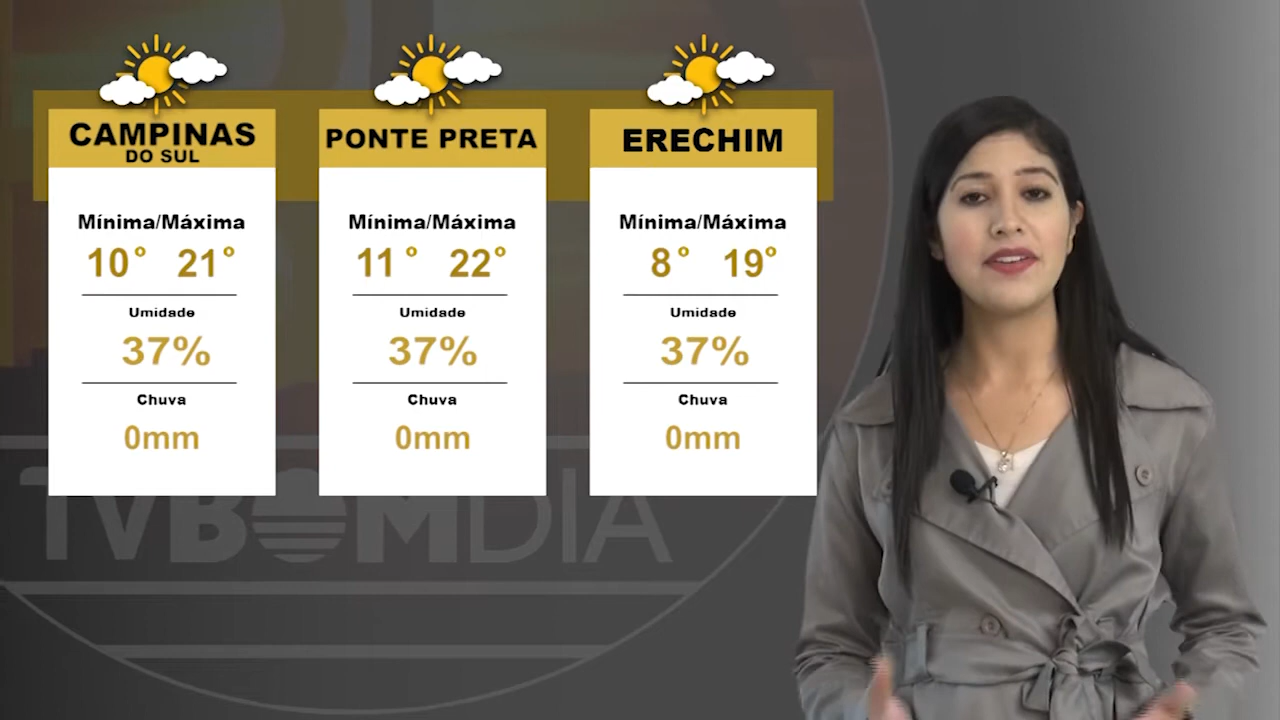 CAMPINAS
DO SUL
Mínima/Máxima
10° 21°
Umidade
37%
Chuva
0mm
PONTE PRETA
Mínima/Máxima
11° 22°
Umidade
37%
Chuva
0mm
ERECHIM
Mínima/Máxima
8° 19°
Umidade
37%
Chuva
0mm
TVBOMDIA